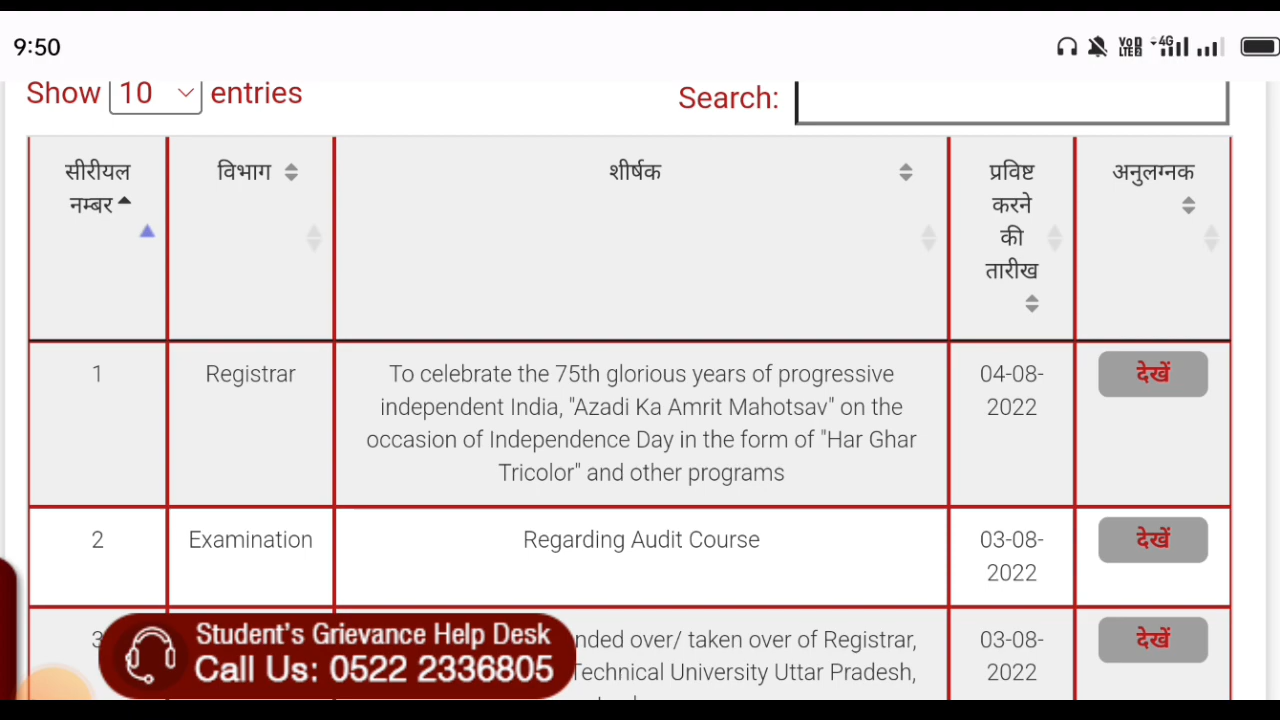 9:50
VoD LTE2 4G
Show 10 entries
Search:
सीरीयल
नम्बर
विभाग
शीर्षक
प्रविष्ट
करने
की
तारीख
अनुलग्नक
1
Registrar
To celebrate the 75th glorious years of progressive
independent India, "Azadi Ka Amrit Mahotsav" on the
occasion of Independence Day in the form of "Har Ghar
Tricolor" and other programs
04-08-
2022
देखें
2
Examination
Regarding Audit Course
03-08-
2022
देखें
3
nded over/ taken over of Registrar,
Technical University Uttar Pradesh,
03-08-
2022
देखें
Student's Grievance Help Desk
Call Us: 0522 2336805